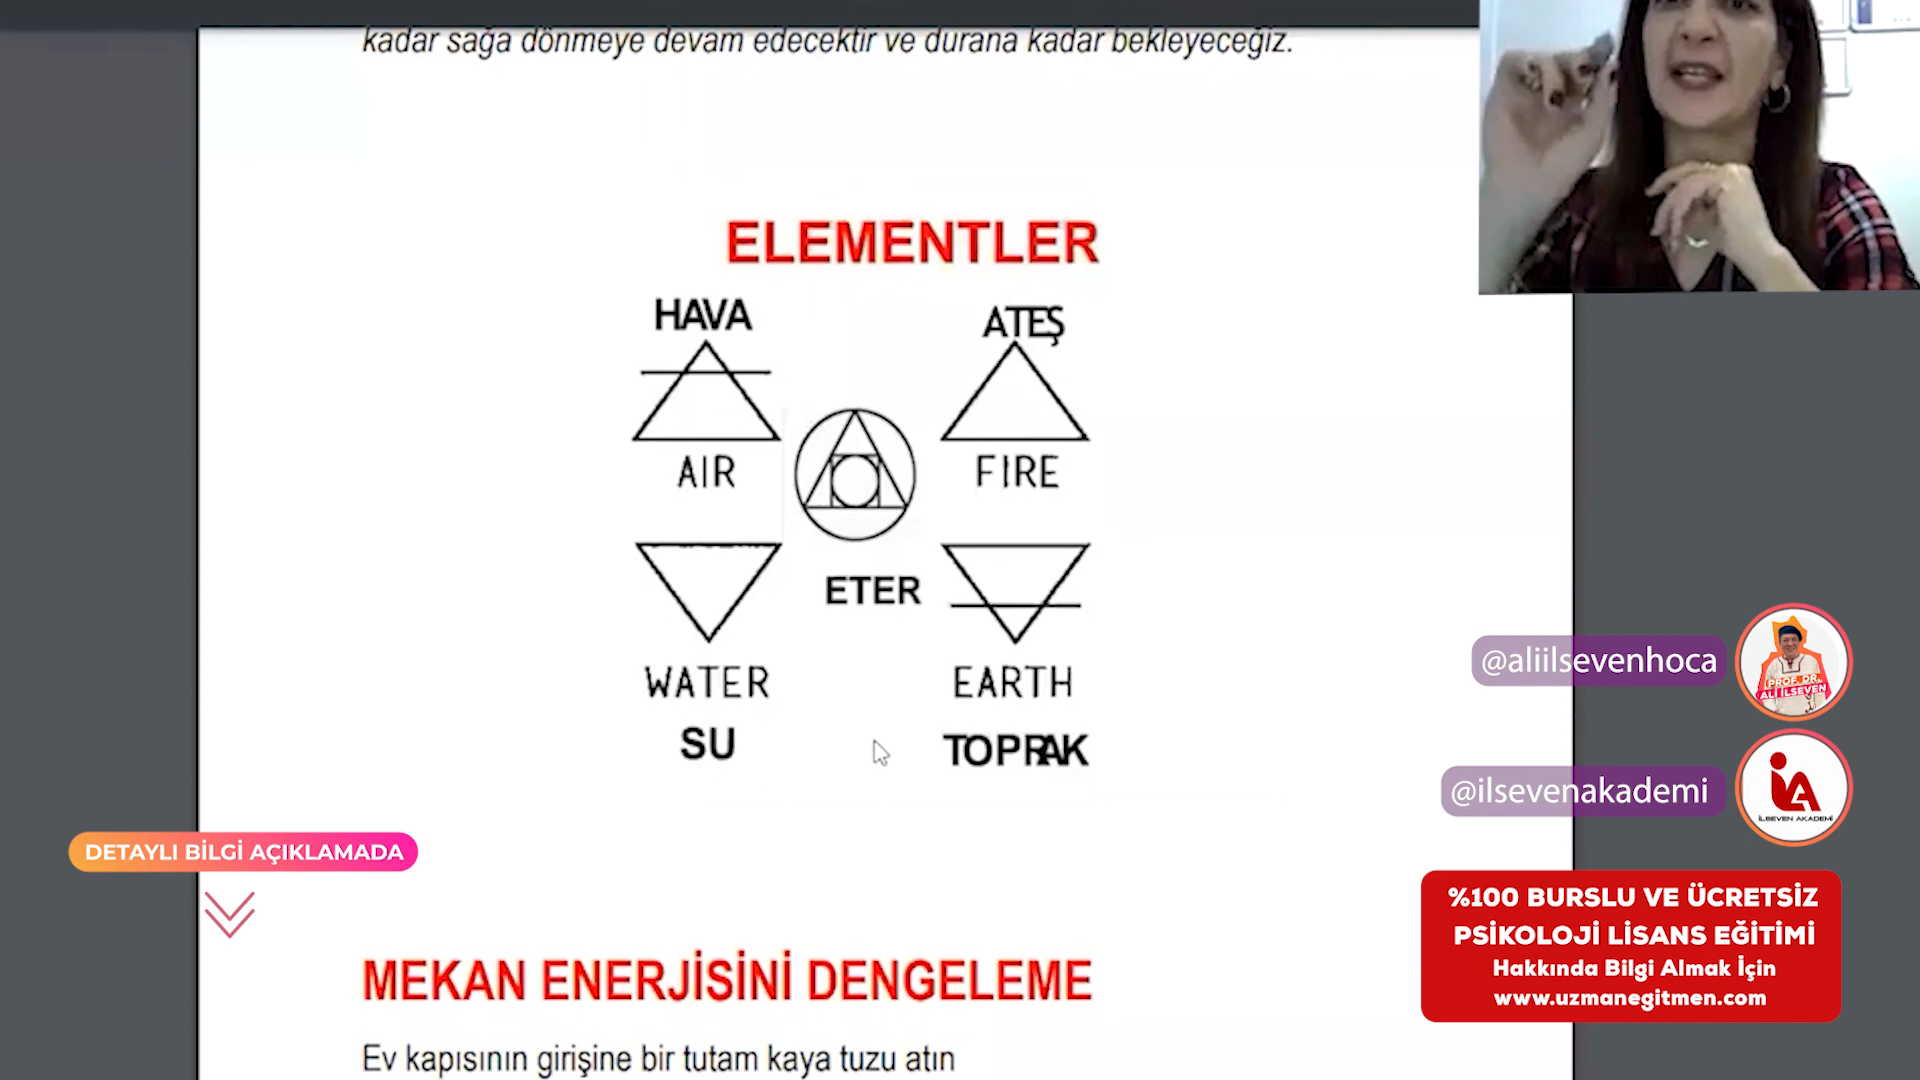 kadar sağa dönmeye devam edecektir ve durana kadar bekleyeceğiz.
ELEMENTLER
HAVA
ATEŞ
AIR
FIRE
ETER
WATER
EARTH
SU
TOPRAK
@aliilsevenhoca
PROF. DR.
ALİ İLSEVEN
@ilsevenakademi
iA
İLSEVEN AKADEMİ
DETAYLI BİLGİ AÇIKLAMADA
%100 BURSLU VE ÜCRETSİZ
PSİKOLOJİ LİSANS EĞİTİMİ
Hakkında Bilgi Almak İçin
www.uzmanegitmen.com
MEKAN ENERJİSİNİ DENGELEME
Ev kapısının girişine bir tutam kaya tuzu atın